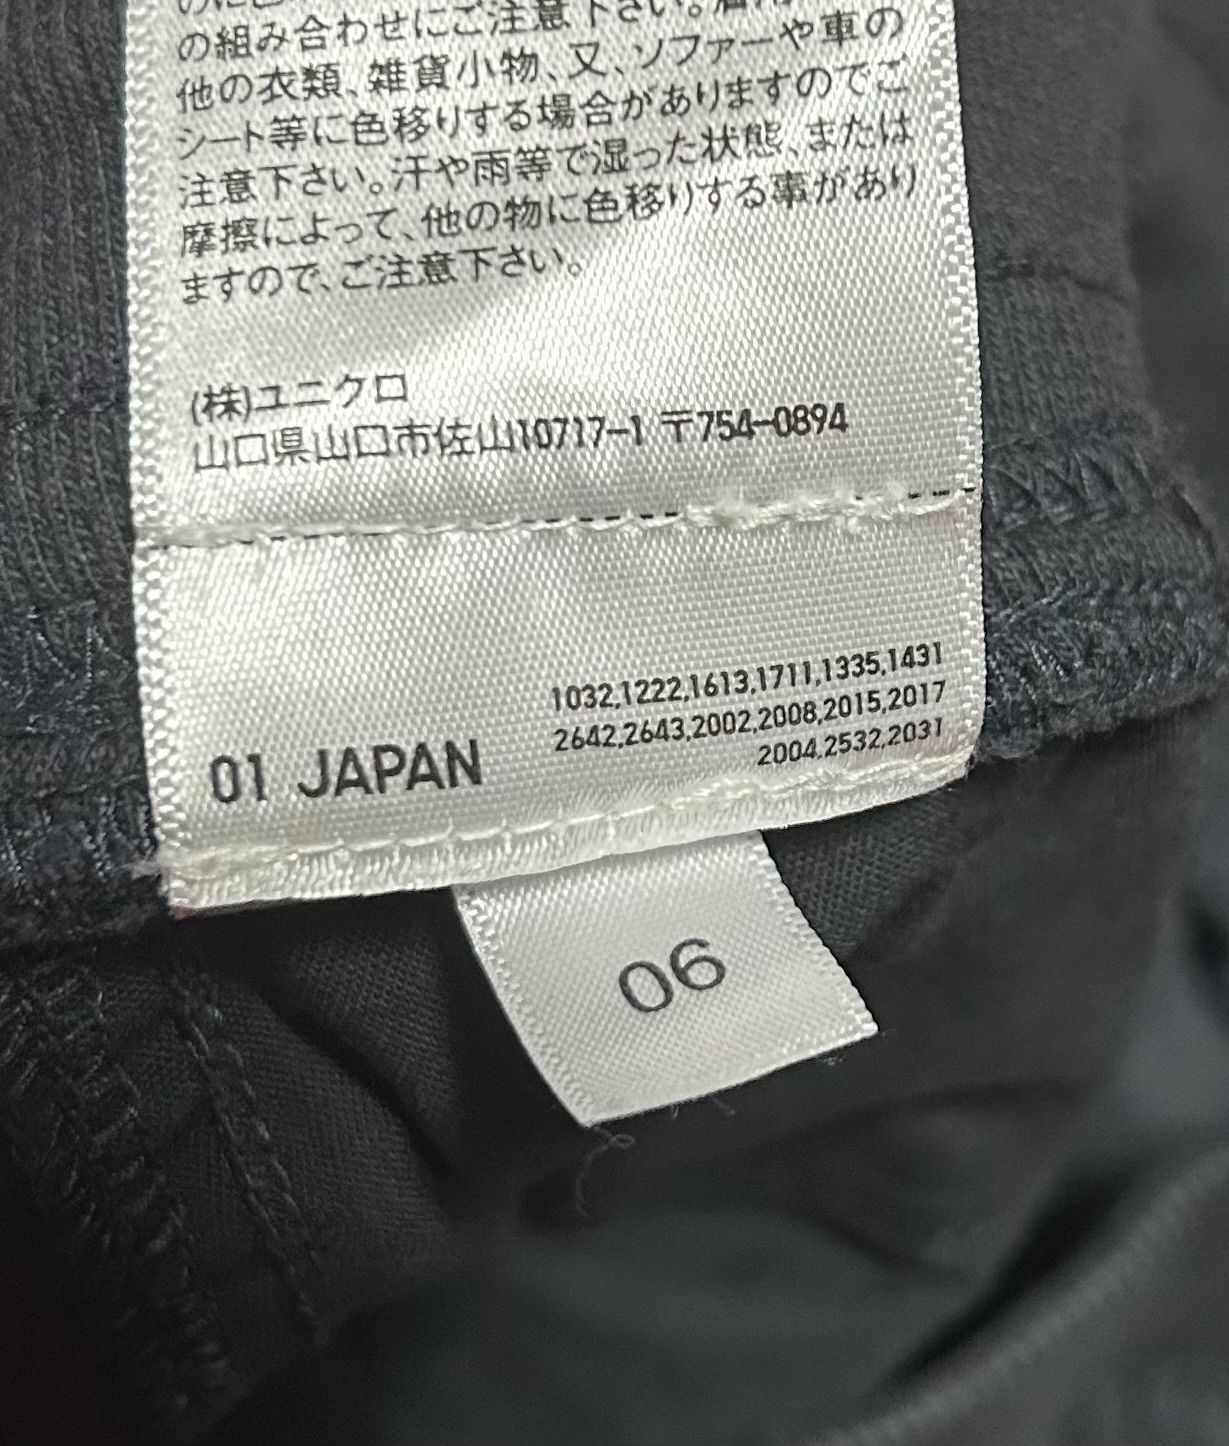 の組み合わせにご注意下さい。
他の衣類、雑貨小物、又、ソファーや車の
シート等に色移りする場合がありますのでご
注意下さい。汗や雨等で湿った状態、または
摩擦によって、他の物に色移りする事があり
ますので、ご注意下さい。
(株)ユニクロ
山口県山口市佐山10717-1 〒754-0894
1032,1222,1613,1711,1335,1431
2642,2643,2002,2008,2015,2017
2004,2532,2031
01 JAPAN
06